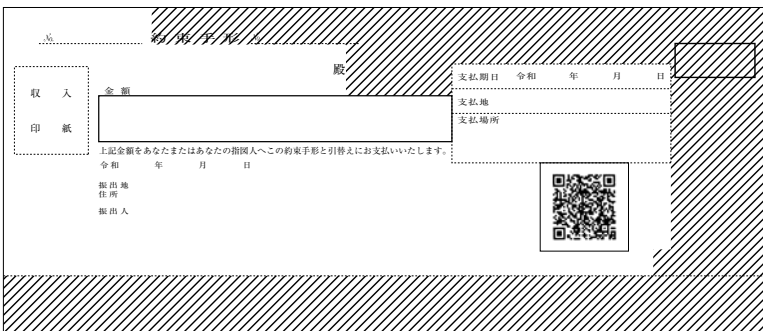 No. 約束手形 No.
殿
収入
印紙
金額
支払期日 令和 年 月 日
支払地
支払場所
上記金額をあなたまたはあなたの指図人へこの約束手形と引替えにお支払いいたします。
令和 年 月 日
振出地
住所
振出人